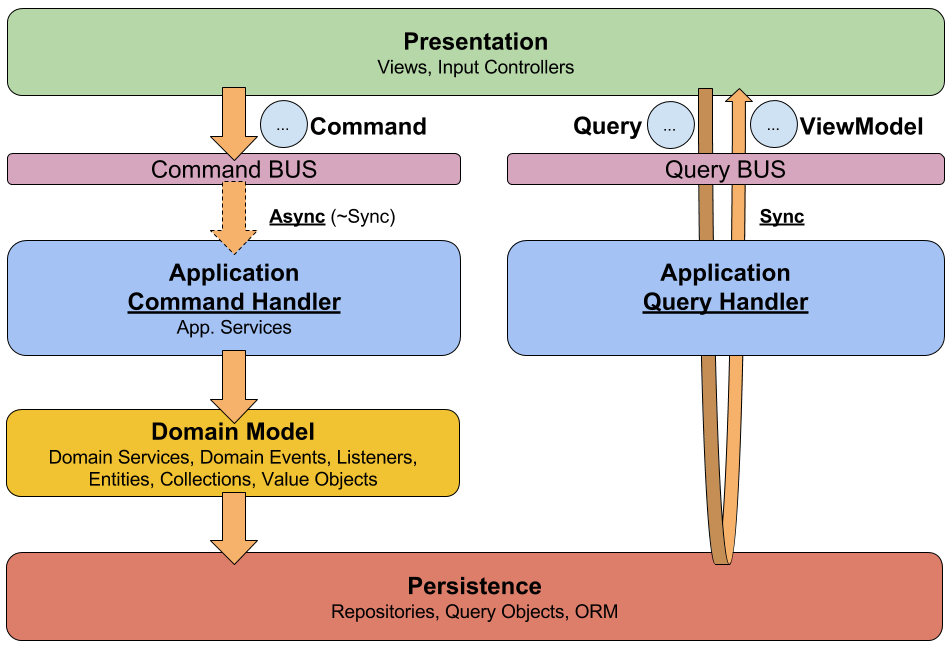 Presentation
Views, Input Controllers
... Command
Query ...
... ViewModel
Command BUS
Query BUS
Async (~Sync)
Sync
Application
Command Handler
App. Services
Application
Query Handler
Domain Model
Domain Services, Domain Events, Listeners,
Entities, Collections, Value Objects
Persistence
Repositories, Query Objects, ORM